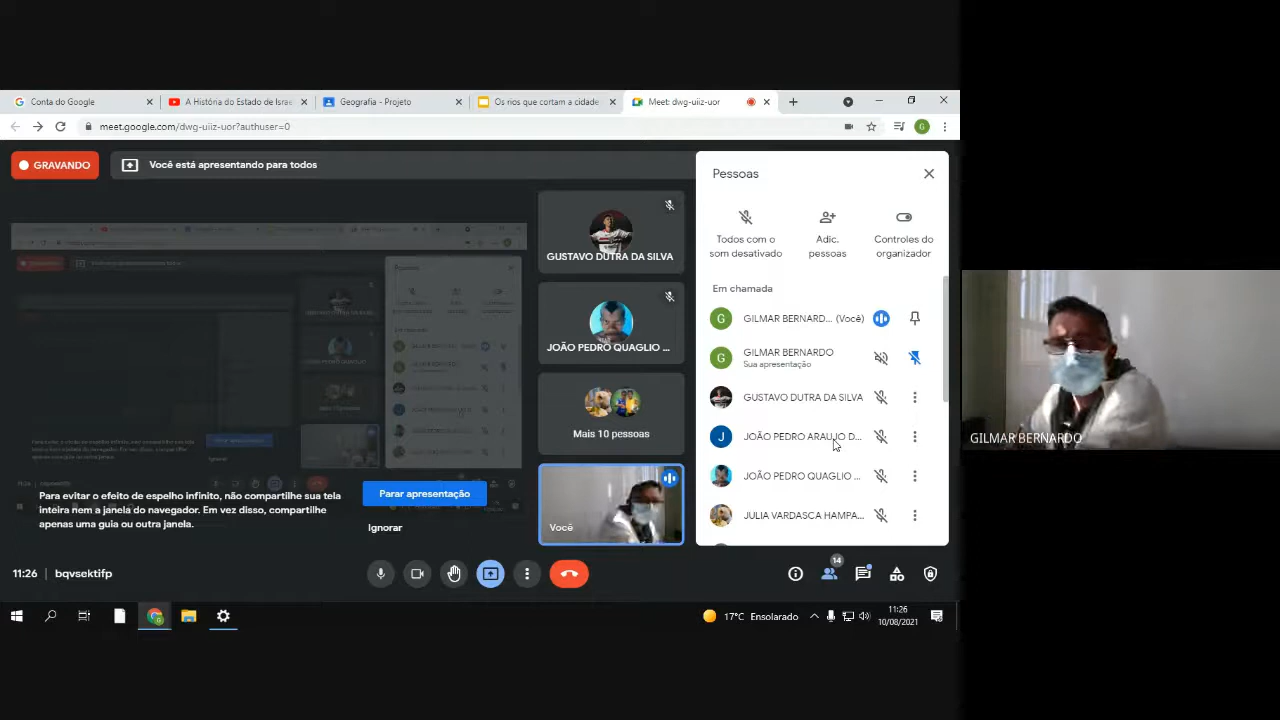 Conta do Google
A História do Estado de Israe
Geografia - Projeto
Os rios que cortam a cidade
Meet: dwg-uiiz-uor
meet.google.com/dwg-uiiz-uor?authuser=0
G
GRAVANDO
Você está apresentando para todos
GUSTAVO DUTRA DA SILVA
JOÃO PEDRO QUAGLIO ...
Mais 10 pessoas
Você
Para evitar o efeito de espelho infinito, não compartilhe sua tela
inteira nem a janela do navegador. Em vez disso, compartilhe
apenas uma guia ou outra janela.
Parar apresentação
Ignorar
Pessoas
Todos com o
som desativado
Adic.
pessoas
Controles do
organizador
Em chamada
G
GILMAR BERNARD... (Você)
G
GILMAR BERNARDO
Sua apresentação
GUSTAVO DUTRA DA SILVA
J
JOÃO PEDRO ARAUJO D...
JOÃO PEDRO QUAGLIO ...
JULIA VARDASCA HAMPA...
GILMAR BERNARDO
11:26 | bqvsektifp
14
17°C Ensolarado
11:26
10/08/2021